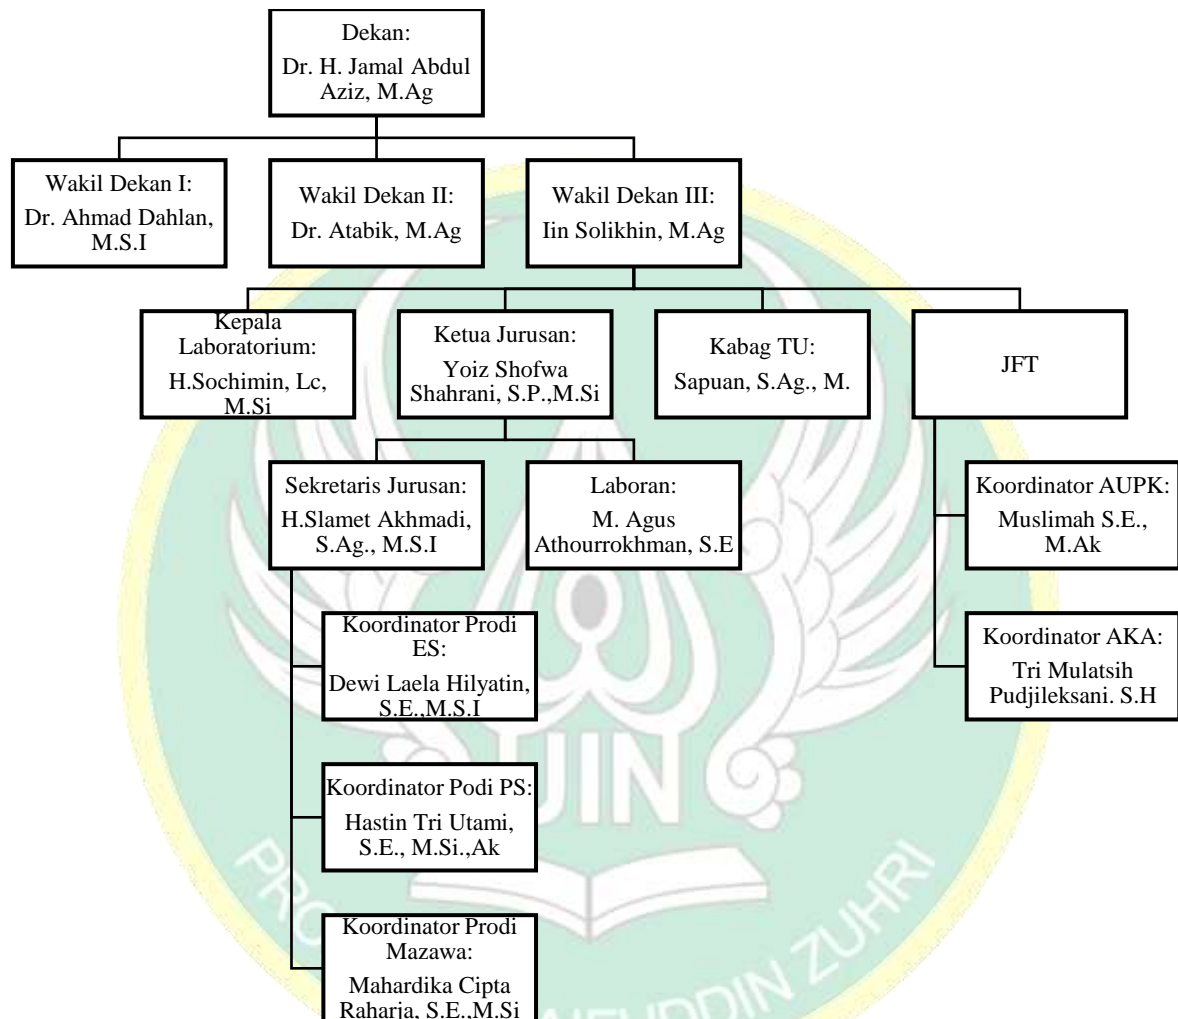 Dekan:
Dr. H. Jamal Abdul
Aziz, M.Ag
Wakil Dekan I:
Dr. Ahmad Dahlan,
M.S.I
Wakil Dekan II:
Dr. Atabik, M.Ag
Wakil Dekan III:
Iin Solikhin, M.Ag
Kepala
Laboratorium:
H.Sochimin, Lc,
M.Si
Ketua Jurusan:
Yoiz Shofwa
Shahrani, S.P.,M.Si
Kabag TU:
Sapuan, S.Ag., M.
JFT
Sekretaris Jurusan:
H.Slamet Akhmadi,
S.Ag., M.S.I
Laboran:
M. Agus
Athourrokhman, S.E
Koordinator AUPK:
Muslimah S.E.,
M.Ak
Koordinator Prodi
ES:
Dewi Laela Hilyatin,
S.E.,M.S.I
Koordinator AKA:
Tri Mulatsih
Pudjileksani. S.H
Koordinator Podi PS:
Hastin Tri Utami,
S.E., M.Si.,Ak
Koordinator Prodi
Mazawa:
Mahardika Cipta
Raharja, S.E.,M.Si
UIN
ZUHRI